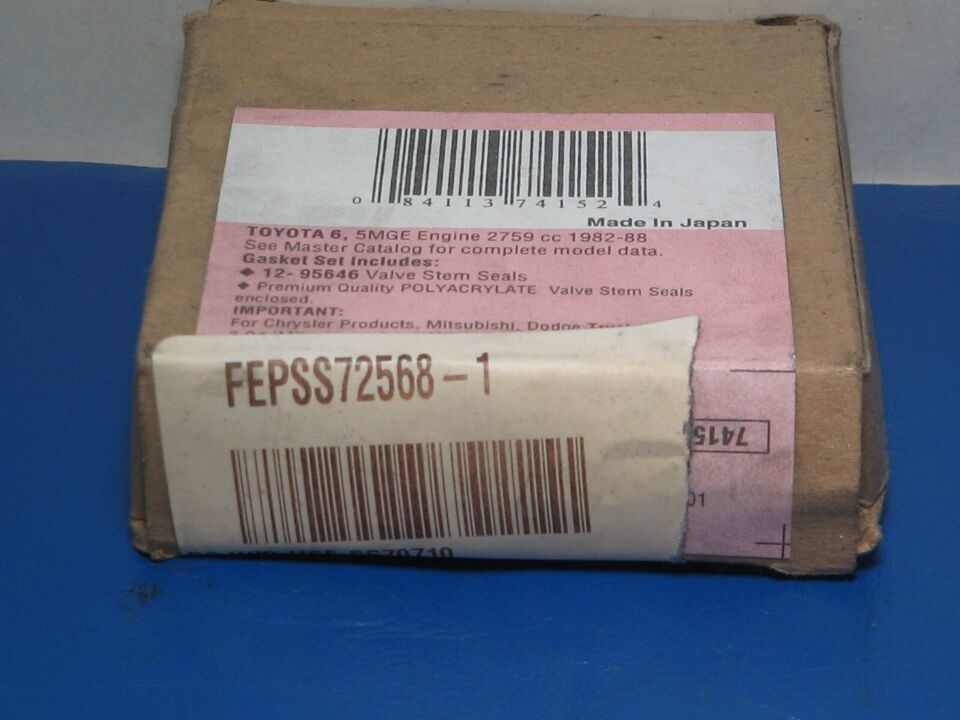 0 84113 74152 4
Made In Japan
TOYOTA 6, 5MGE Engine 2759 cc 1982-88
See Master Catalog for complete model data.
Gasket Set Includes:
◆ 12- 95646 Valve Stem Seals
◆ Premium Quality POLYACRYLATE Valve Stem Seals
enclosed.
IMPORTANT:
For Chrysler Products, Mitsubishi, Dodge
FEPSS72568-1
7415
01
SS70710